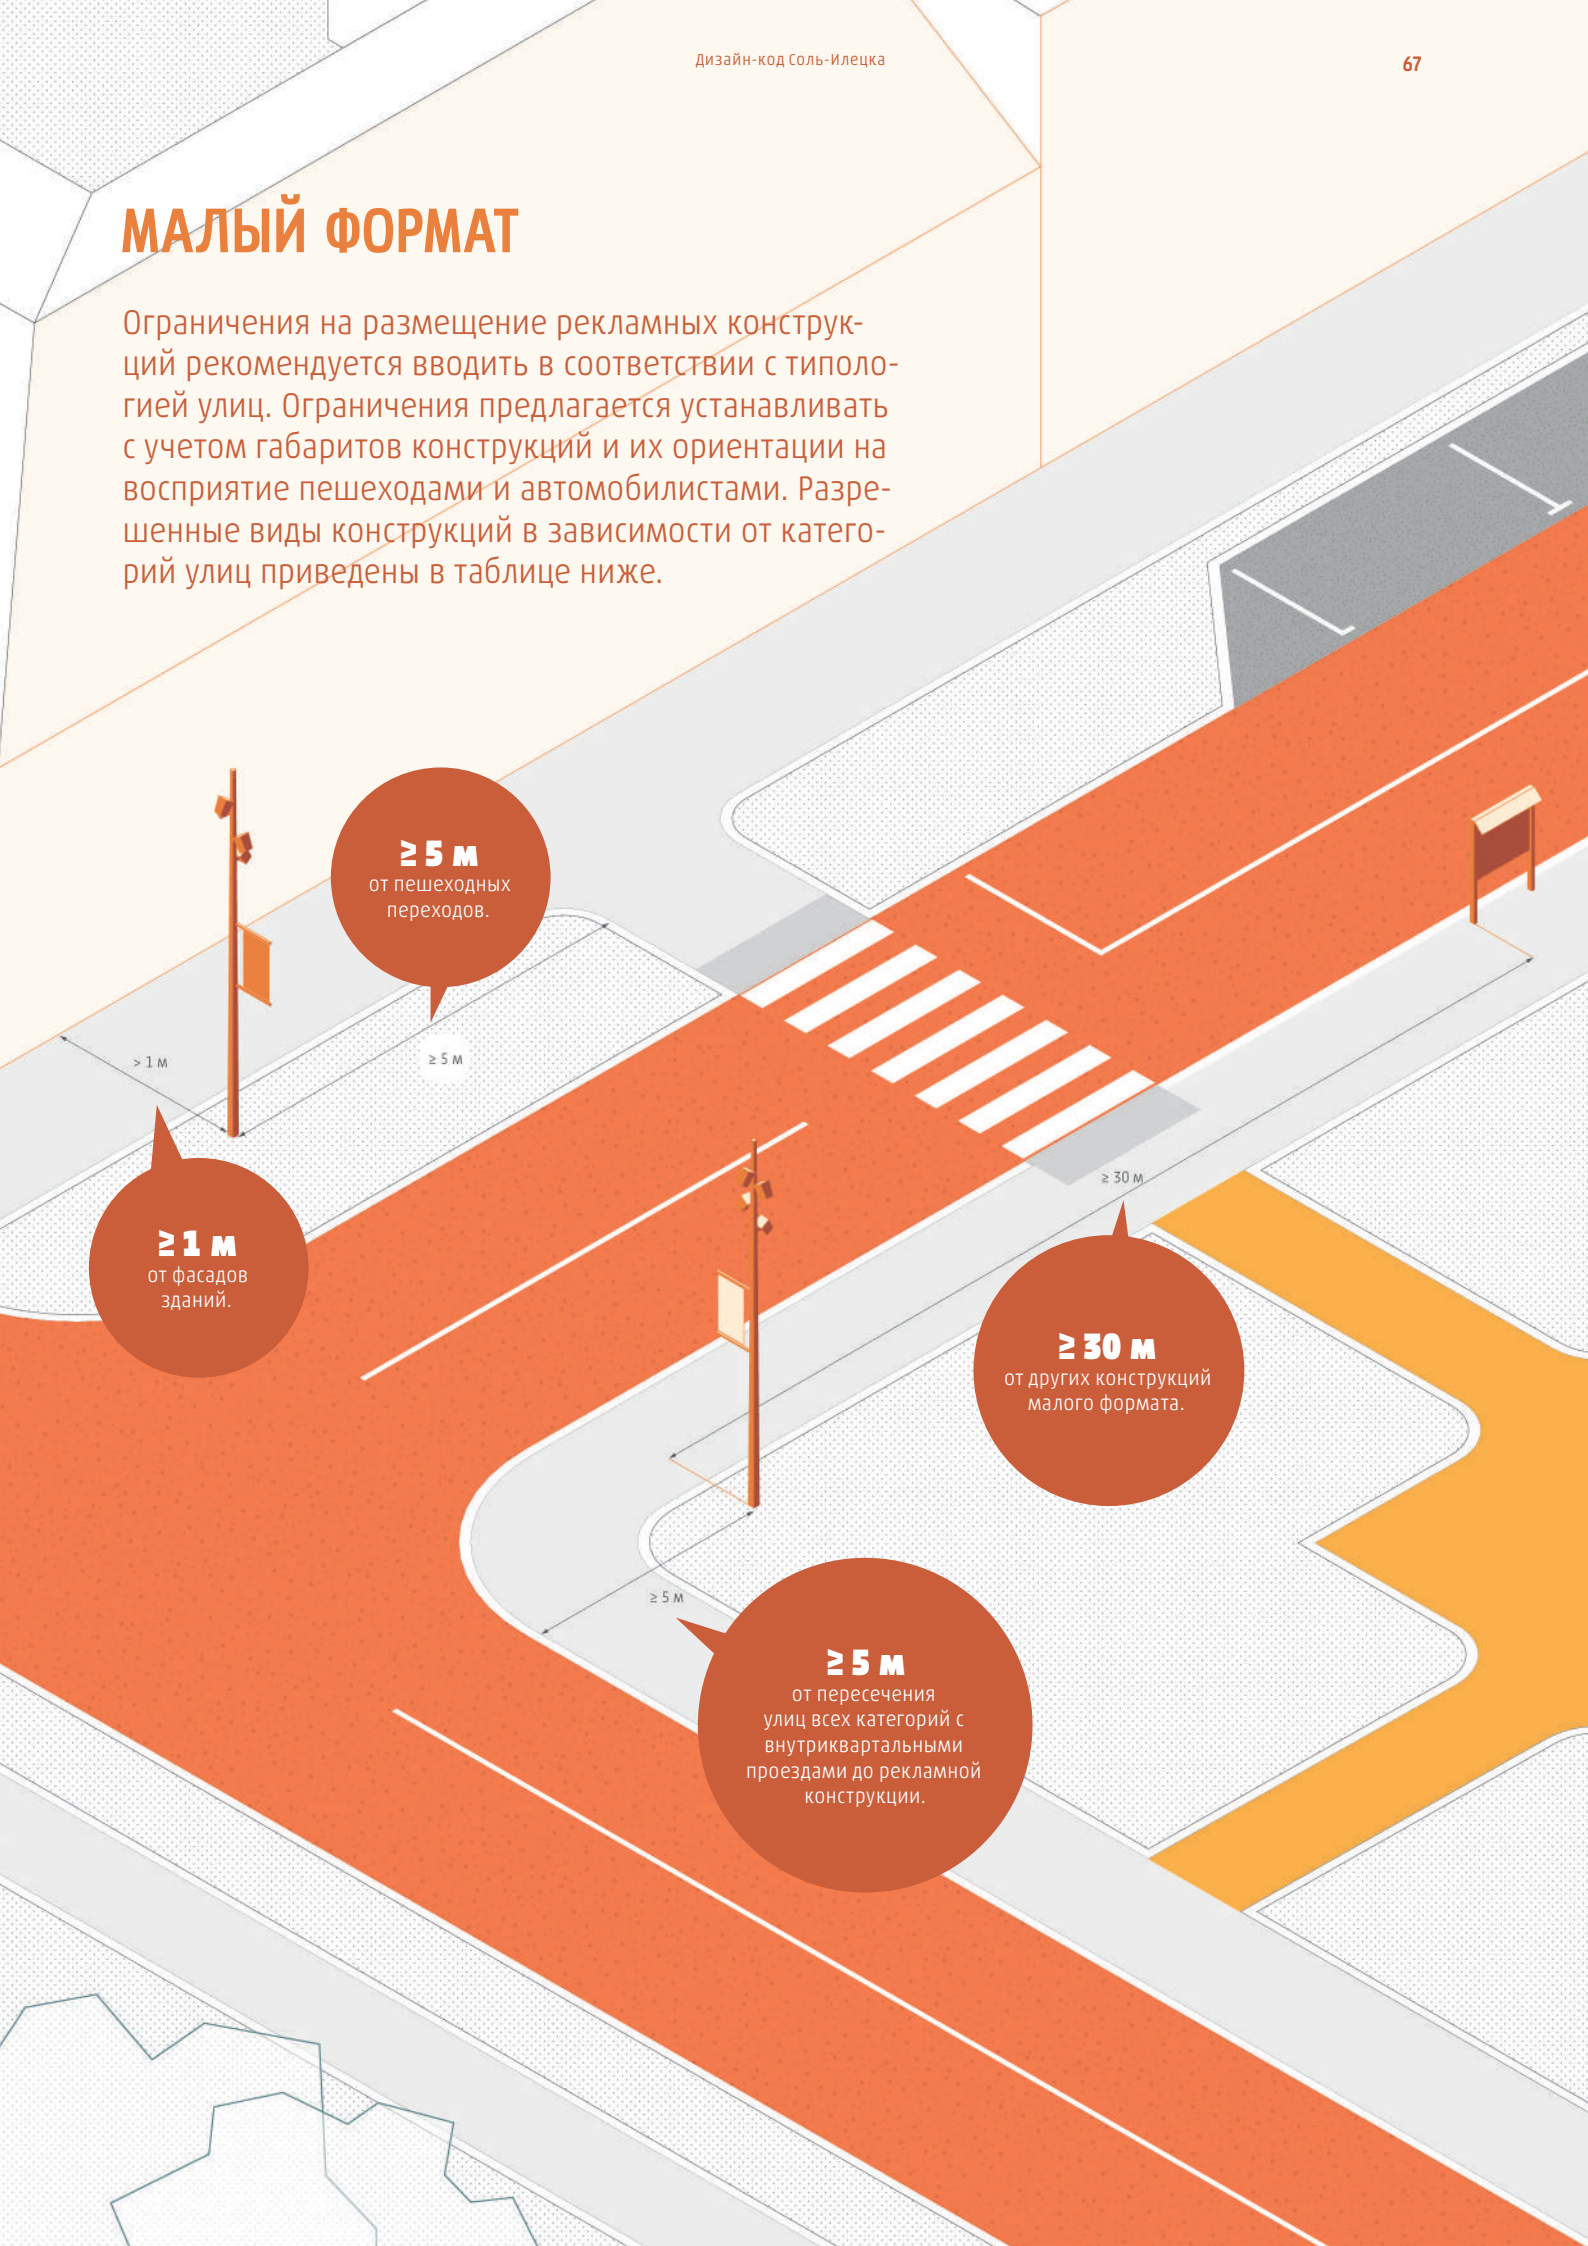 Дизайн-код Соль-Илецка
67
МАЛЫЙ ФОРМАТ
Ограничения на размещение рекламных конструк-
ций рекомендуется вводить в соответствии с типоло-
гией улиц. Ограничения предлагается устанавливать
с учетом габаритов конструкций и их ориентации на
восприятие пешеходами и автомобилистами. Разре-
шенные виды конструкций в зависимости от катего-
рий улиц приведены в таблице ниже.
≥ 5 м
от пешеходных
переходов.
> 1 м
≥ 5 м
≥ 1 м
от фасадов
зданий.
≥ 30 м
≥ 30 м
от других конструкций
малого формата.
≥ 5 м
≥ 5 м
от пересечения
улиц всех категорий с
внутриквартальными
проездами до рекламной
конструкции.